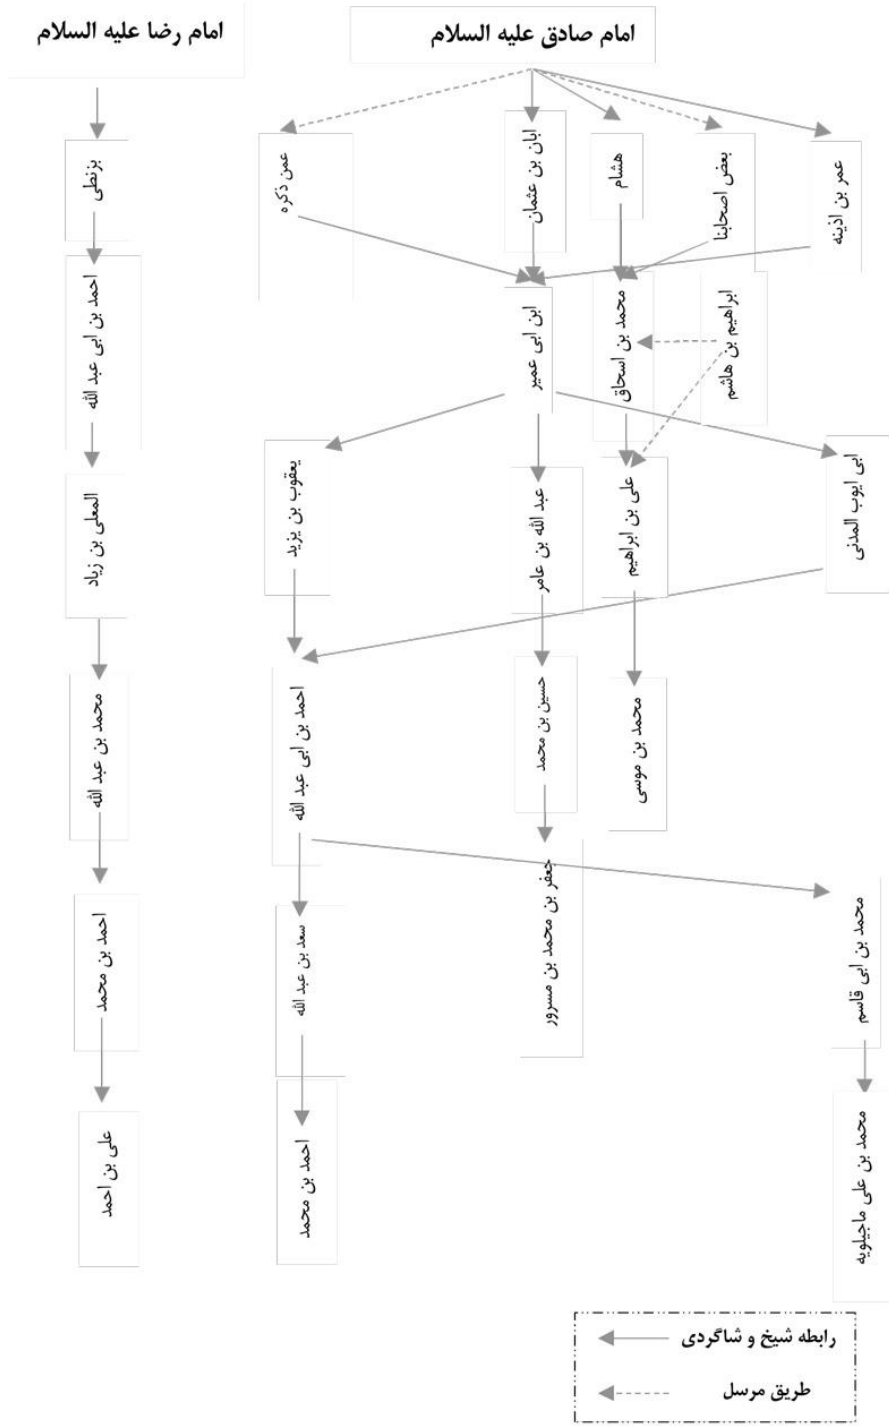 امام صادق علیه السلام
امام رضا علیه السلام
عمر بن اذینه
بعض اصحابنا
هشام
ابان بن عثمان
عمن ذکره
بزنطی
ابراهیم بن هاشم
محمد بن اسحاق
ابن ابی عمیر
احمد بن ابی عبد الله
ابی ایوب المدنی
علی بن ابراهیم
عبد الله بن عامر
یعقوب بن یزید
المعلی بن زیاد
محمد بن موسی
حسین بن محمد
احمد بن ابی عبد الله
محمد بن عبد الله
محمد بن ابی قاسم
جعفر بن محمد بن مسرور
سعد بن عبد الله
احمد بن محمد
محمد بن علی ماجیلویه
احمد بن محمد
علی بن احمد
رابطه شیخ و شاگردی
طریق مرسل